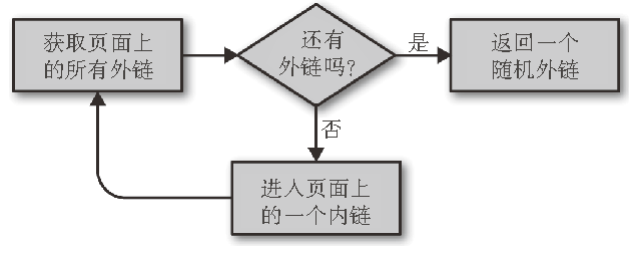 获取页面上
的所有外链
还有
外链吗?
是
返回一个
随机外链
否
进入页面上
的一个内链